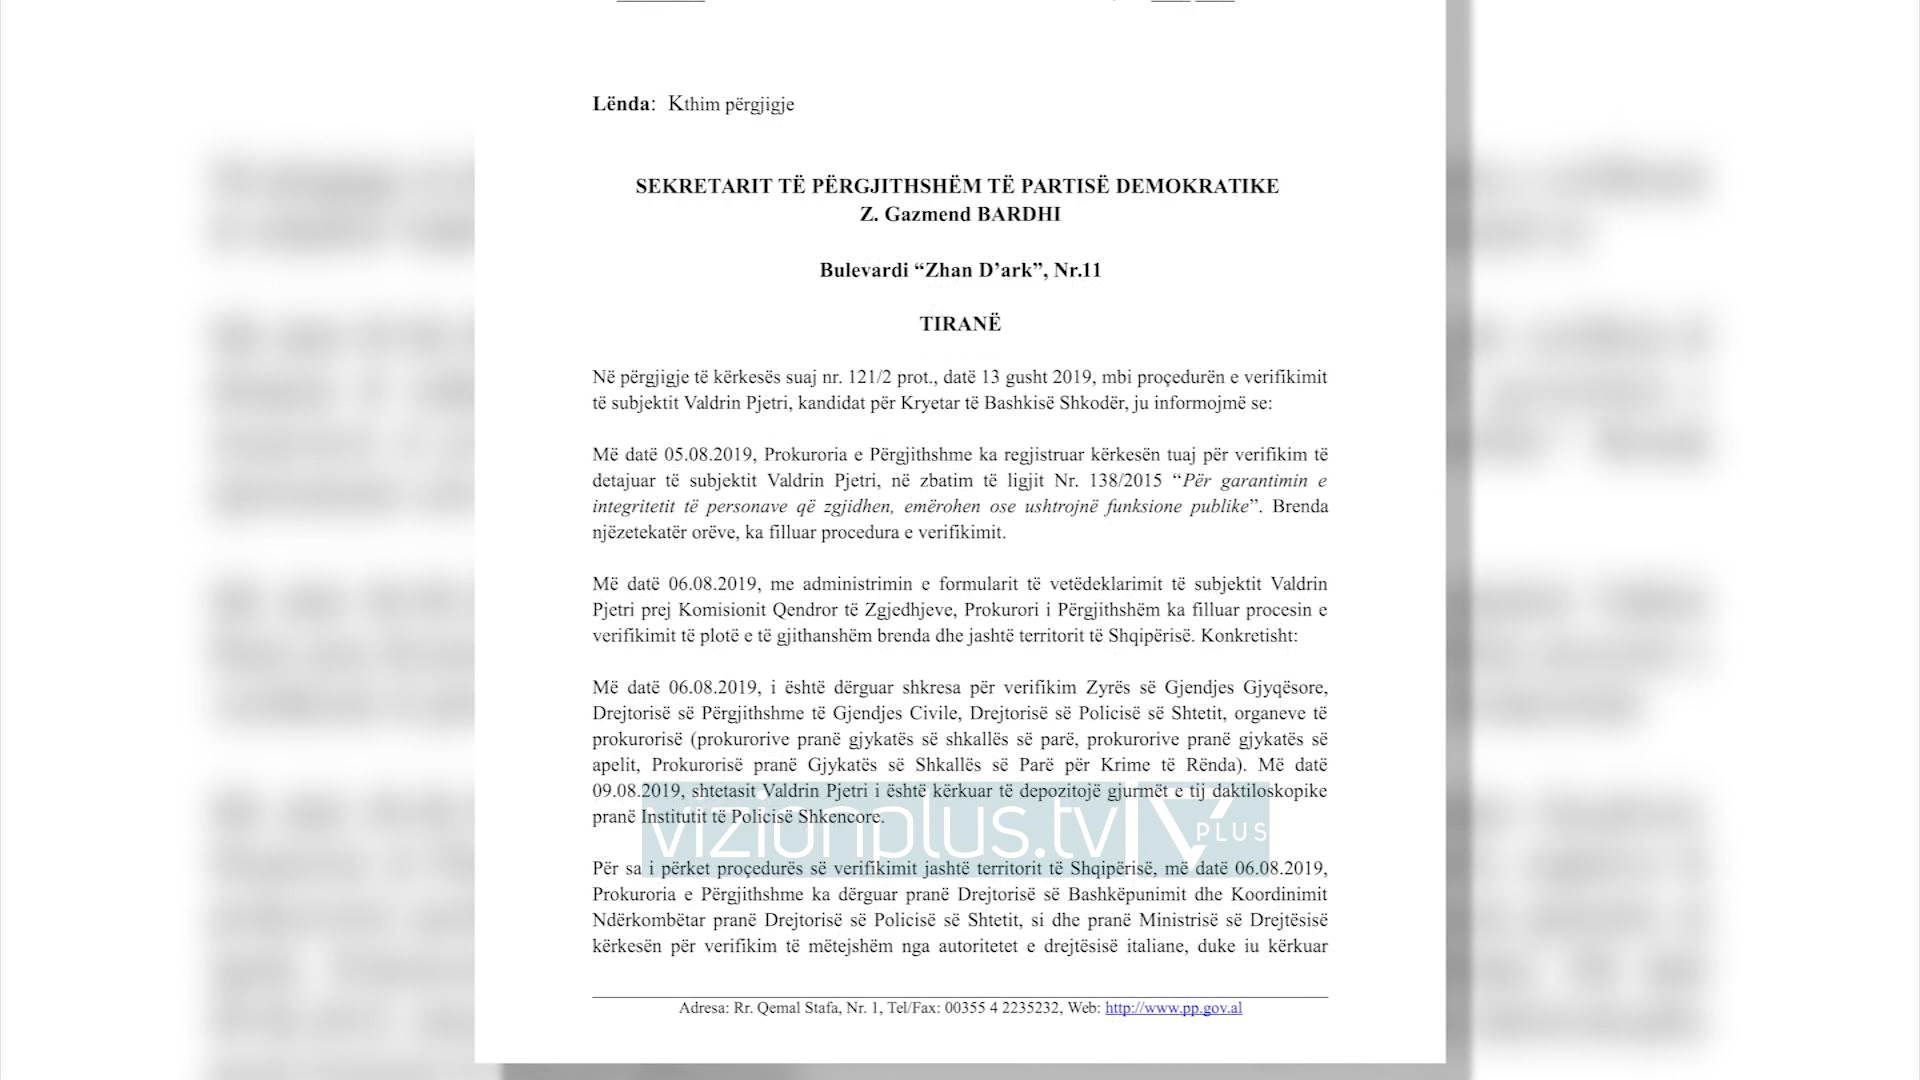 Lënda: Kthim përgjigje
SEKRETARIT TË PËRGJITHSHËM TË PARTISË DEMOKRATIKE
Z. Gazmend BARDHI
Bulevardi “Zhan D’ark”, Nr.11
TIRANË
Në përgjigje të kërkesës suaj nr. 121/2 prot., datë 13 gusht 2019, mbi proçedurën e verifikimit
të subjektit Valdrin Pjetri, kandidat për Kryetar të Bashkisë Shkodër, ju informojmë se:
Më datë 05.08.2019, Prokuroria e Përgjithshme ka regjistruar kërkesën tuaj për verifikim të
detajuar të subjektit Valdrin Pjetri, në zbatim të ligjit Nr. 138/2015 “Për garantimin e
integritetit të personave që zgjidhen, emërohen ose ushtrojnë funksione publike”. Brenda
njëzetekatër orëve, ka filluar procedura e verifikimit.
Më datë 06.08.2019, me administrimin e formularit të vetëdeklarimit të subjektit Valdrin
Pjetri prej Komisionit Qendror të Zgjedhjeve, Prokurori i Përgjithshëm ka filluar procesin e
verifikimit të plotë e të gjithanshëm brenda dhe jashtë territorit të Shqipërisë. Konkretisht:
Më datë 06.08.2019, i është dërguar shkresa për verifikim Zyrës së Gjendjes Gjyqësore,
Drejtorisë së Përgjithshme të Gjendjes Civile, Drejtorisë së Policisë së Shtetit, organeve të
prokurorisë (prokurorive pranë gjykatës së shkallës së parë, prokurorive pranë gjykatës së
apelit, Prokurorisë pranë Gjykatës së Shkallës së Parë për Krime të Rënda). Më datë
09.08.2019, shtetasit Valdrin Pjetri i është kërkuar të depozitojë gjurmët e tij daktiloskopike
pranë Institutit të Policisë Shkencore.
vizionplus.tv PLUS
Për sa i përket proçedurës së verifikimit jashtë territorit të Shqipërisë, më datë 06.08.2019,
Prokuroria e Përgjithshme ka dërguar pranë Drejtorisë së Bashkëpunimit dhe Koordinimit
Ndërkombëtar pranë Drejtorisë së Policisë së Shtetit, si dhe pranë Ministrisë së Drejtësisë
kërkesën për verifikim të mëtejshëm nga autoritetet e drejtësisë italiane, duke iu kërkuar
Adresa: Rr. Qemal Stafa, Nr. 1, Tel/Fax: 00355 4 2235232, Web: http://www.pp.gov.al